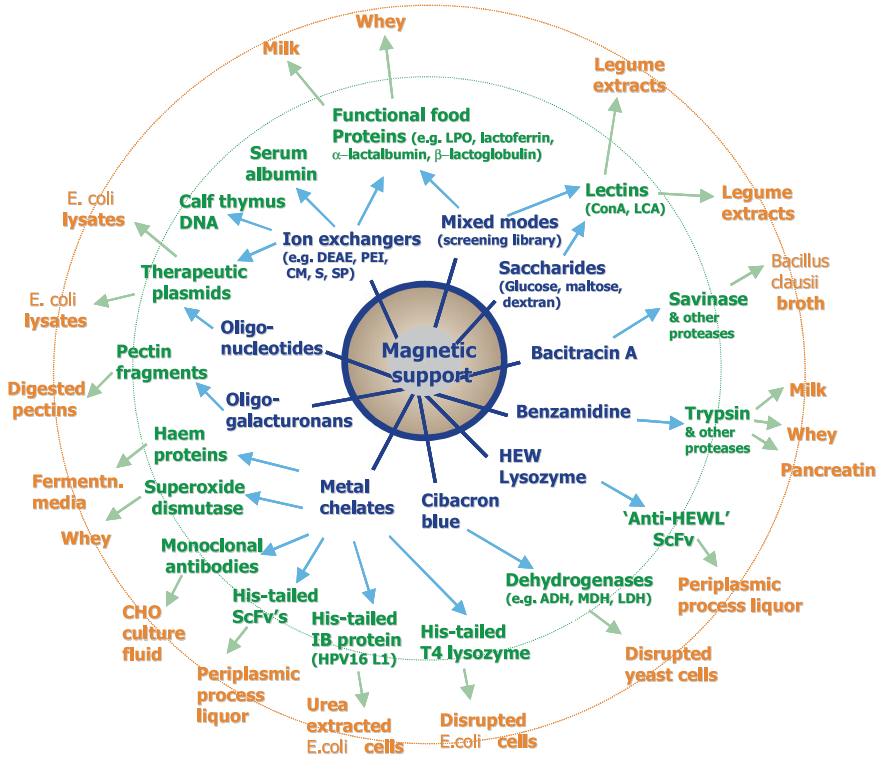 Whey
Milk
Legume
extracts
Functional food
Proteins (e.g. LPO, lactoferrin,
α–lactalbumin, β–lactoglobulin)
Serum
albumin
Lectins
(ConA, LCA)
Legume
extracts
E. coli
lysates
Calf thymus
DNA
Ion exchangers
(e.g. DEAE, PEI,
CM, S, SP)
Mixed modes
(screening library)
Saccharides
(Glucose, maltose,
dextran)
Bacillus
clausii
broth
Therapeutic
plasmids
E. coli
lysates
Savinase
& other
proteases
Oligo-
nucleotides
Magnetic
support
Bacitracin A
Pectin
fragments
Digested
pectins
Oligo-
galacturonans
Benzamidine
Trypsin
& other
proteases
Milk
Whey
Pancreatin
Haem
proteins
Fermentn.
media
Superoxide
dismutase
Whey
Metal
chelates
Cibacron
blue
HEW
Lysozyme
‘Anti-HEWL’
ScFv
Monoclonal
antibodies
His-tailed
ScFv’s
His-tailed
IB protein
(HPV16 L1)
His-tailed
T4 lysozyme
Dehydrogenases
(e.g. ADH, MDH, LDH)
Periplasmic
process liquor
CHO
culture
fluid
Periplasmic
process
liquor
Urea
extracted
E.coli cells
Disrupted
E.coli cells
Disrupted
yeast cells